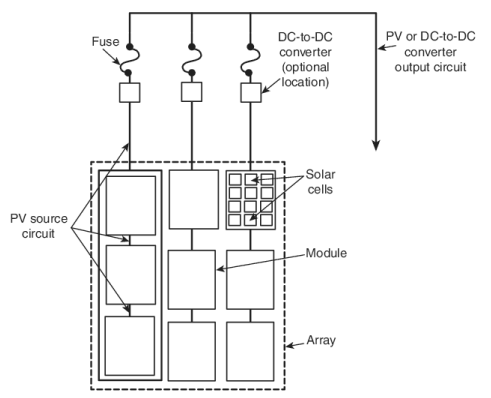 Fuse
DC-to-DC
converter
(optional
location)
PV or DC-to-DC
converter
output circuit
Solar
cells
PV source
circuit
Module
Array